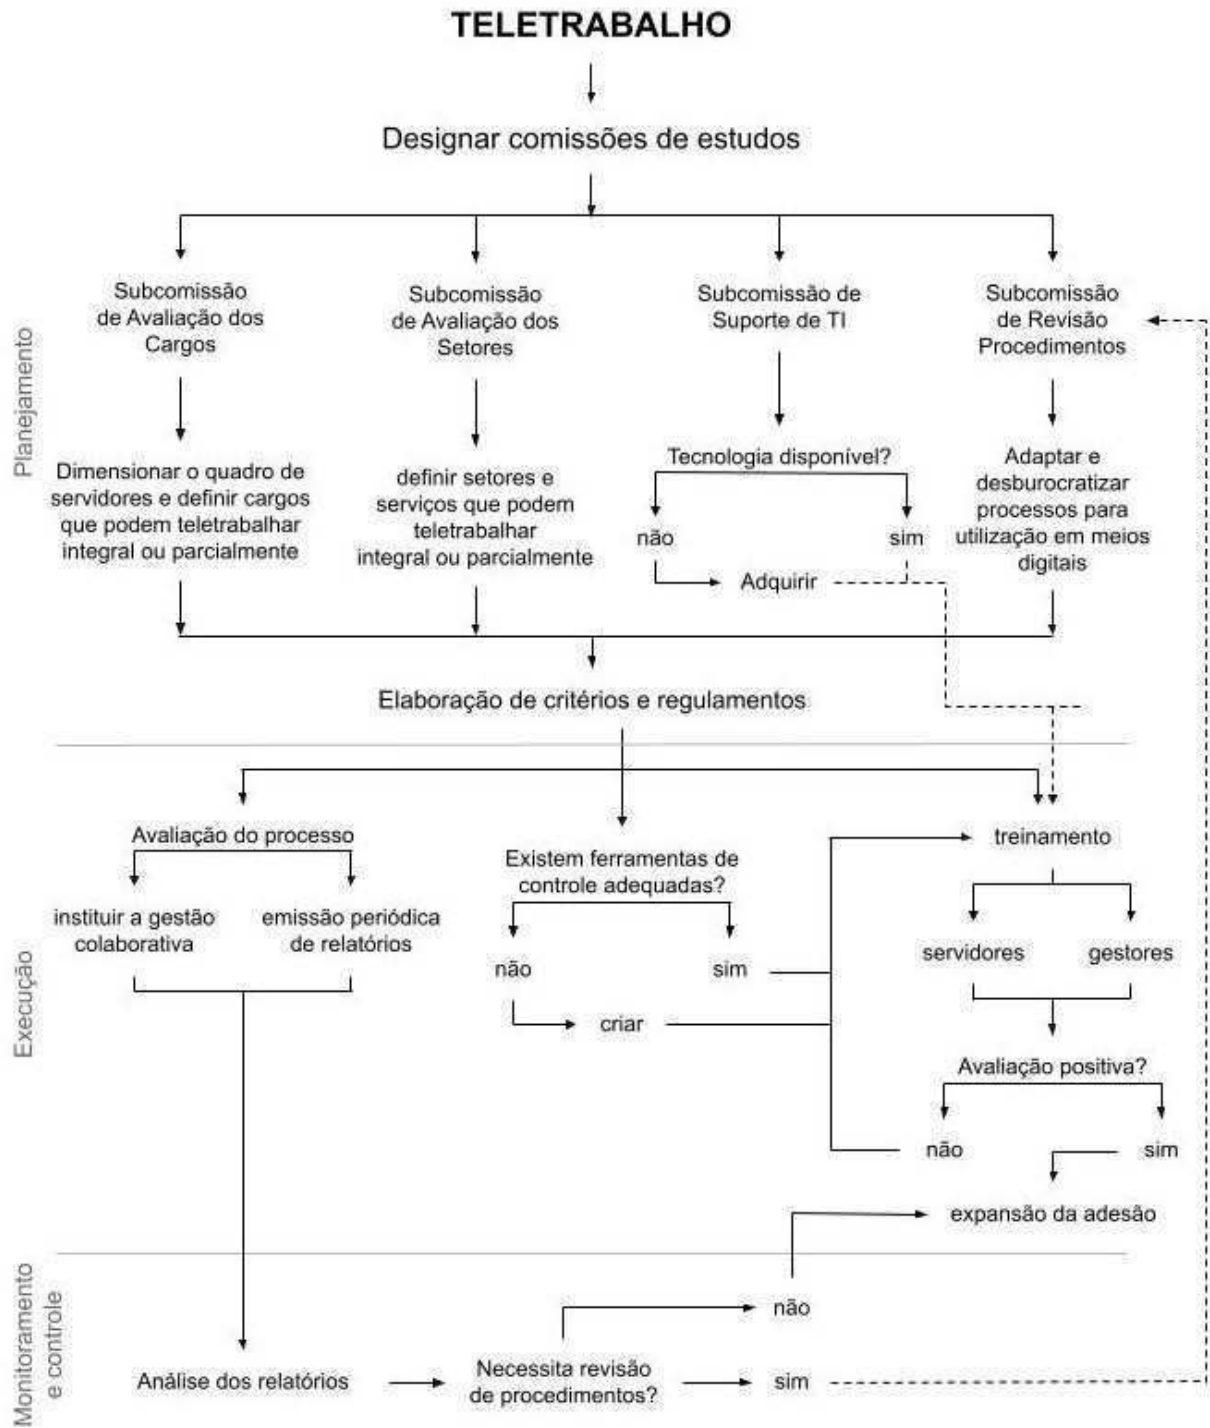 TELETRABALHO
Designar comissões de estudos
Subcomissão
de Avaliação dos
Cargos
Subcomissão
de Avaliação dos
Setores
Subcomissão de
Suporte de TI
Subcomissão
de Revisão
Procedimentos
Planejamento
Dimensionar o quadro de
servidores e definir cargos
que podem teletrabalhar
integral ou parcialmente
definir setores e
serviços que podem
teletrabalhar
integral ou parcialmente
Tecnologia disponível?
não
sim
Adquirir
Adaptar e
desburocratizar
processos para
utilização em meios
digitais
Elaboração de critérios e regulamentos
Execução
Avaliação do processo
instituir a gestão
colaborativa
emissão periódica
de relatórios
Existem ferramentas de
controle adequadas?
não
sim
criar
treinamento
servidores
gestores
Avaliação positiva?
não
sim
expansão da adesão
Monitoramento
e controle
Análise dos relatórios
Necessita revisão
de procedimentos?
não
sim